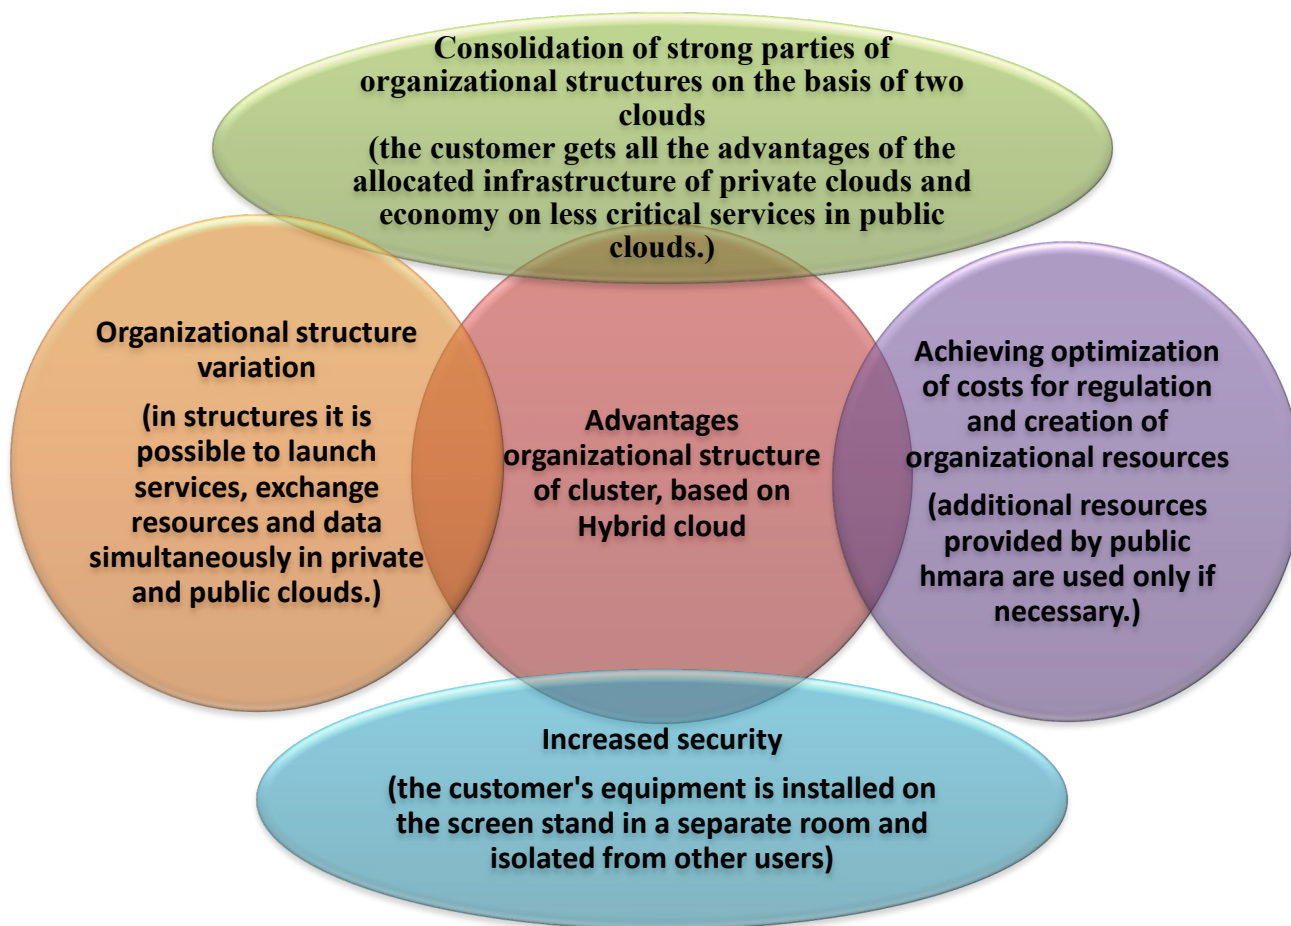 Consolidation of strong parties of
organizational structures on the basis of two
clouds
(the customer gets all the advantages of the
allocated infrastructure of private clouds and
economy on less critical services in public
clouds.)
Organizational structure
variation
(in structures it is
possible to launch
services, exchange
resources and data
simultaneously in private
and public clouds.)
Advantages
organizational structure
of cluster, based on
Hybrid cloud
Achieving optimization
of costs for regulation
and creation of
organizational resources
(additional resources
provided by public
hmara are used only if
necessary.)
Increased security
(the customer's equipment is installed on
the screen stand in a separate room and
isolated from other users)